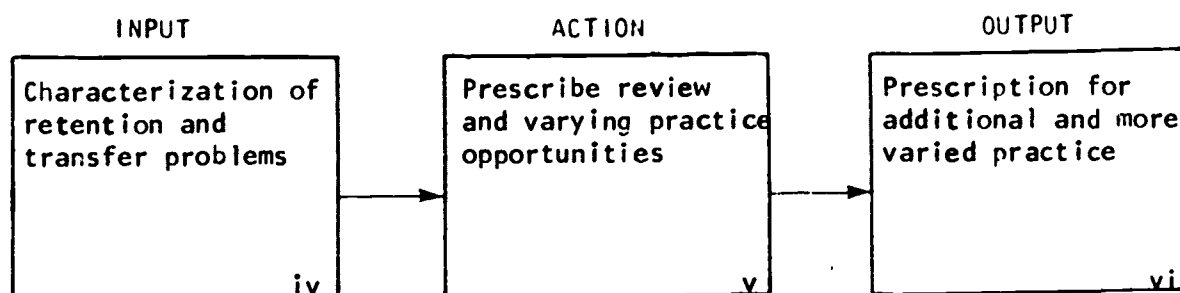 INPUT
ACTION
OUTPUT
Characterization of
retention and
transfer problems
iv
Prescribe review
and varying practice
opportunities
v
Prescription for
additional and more
varied practice
vi